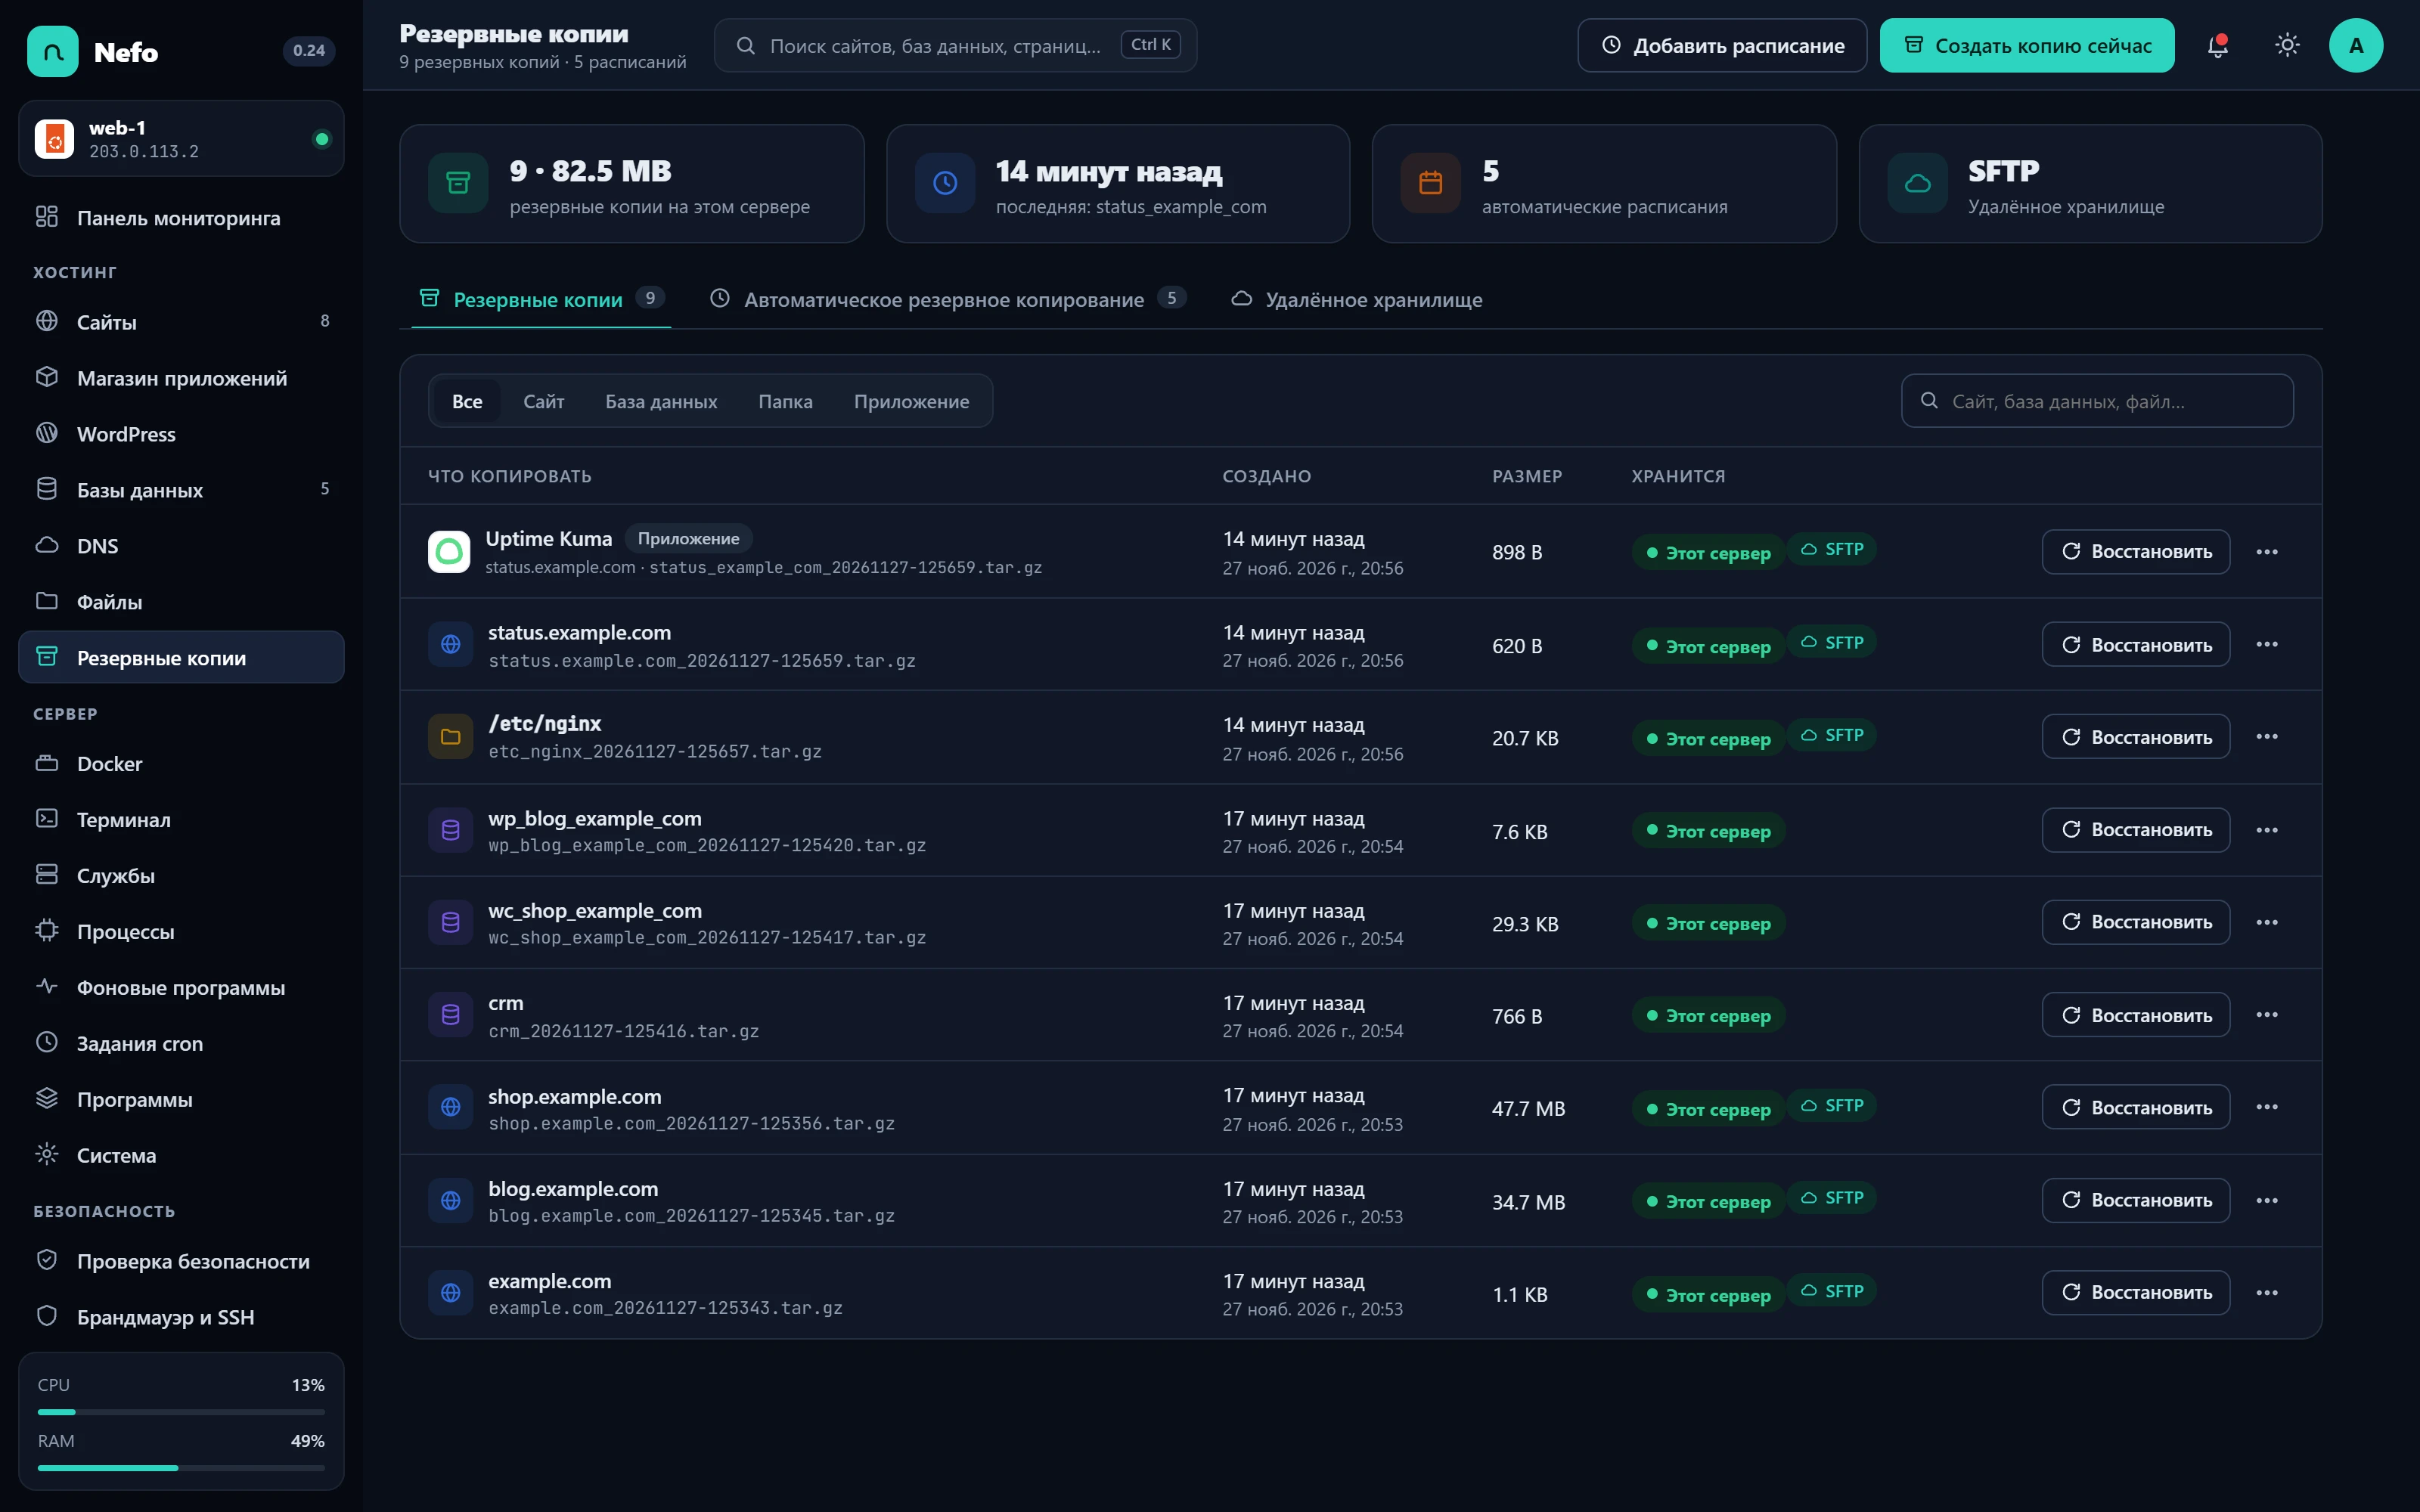 Nefo
0.24
web-1
203.0.113.2
Панель мониторинга
ХОСТИНГ
Сайты 8
Магазин приложений
WordPress
Базы данных 5
DNS
Файлы
Резервные копии
СЕРВЕР
Docker
Терминал
Службы
Процессы
Фоновые программы
Задания cron
Программы
Система
БЕЗОПАСНОСТЬ
Проверка безопасности
Брандмауэр и SSH
CPU 13%
RAM 49%
Резервные копии
9 резервных копий · 5 расписаний
Поиск сайтов, баз данных, страниц... Ctrl K
Добавить расписание
Создать копию сейчас
A
9 · 82.5 MB
резервные копии на этом сервере
14 минут назад
последняя: status_example_com
5
автоматические расписания
SFTP
Удалённое хранилище
Резервные копии 9
Автоматическое резервное копирование 5
Удалённое хранилище
Все Сайт База данных Папка Приложение
Сайт, база данных, файл...
ЧТО КОПИРОВАТЬ СОЗДАНО РАЗМЕР ХРАНИТСЯ
Uptime Kuma Приложение
status.example.com · status_example_com_20261127-125659.tar.gz
14 минут назад
27 нояб. 2026 г., 20:56
898 B
Этот сервер SFTP
Восстановить
status.example.com
status.example.com_20261127-125659.tar.gz
14 минут назад
27 нояб. 2026 г., 20:56
620 B
Этот сервер SFTP
Восстановить
/etc/nginx
etc_nginx_20261127-125657.tar.gz
14 минут назад
27 нояб. 2026 г., 20:56
20.7 KB
Этот сервер SFTP
Восстановить
wp_blog_example_com
wp_blog_example_com_20261127-125420.tar.gz
17 минут назад
27 нояб. 2026 г., 20:54
7.6 KB
Этот сервер
Восстановить
wc_shop_example_com
wc_shop_example_com_20261127-125417.tar.gz
17 минут назад
27 нояб. 2026 г., 20:54
29.3 KB
Этот сервер
Восстановить
crm
crm_20261127-125416.tar.gz
17 минут назад
27 нояб. 2026 г., 20:54
766 B
Этот сервер
Восстановить
shop.example.com
shop.example.com_20261127-125356.tar.gz
17 минут назад
27 нояб. 2026 г., 20:53
47.7 MB
Этот сервер SFTP
Восстановить
blog.example.com
blog.example.com_20261127-125345.tar.gz
17 минут назад
27 нояб. 2026 г., 20:53
34.7 MB
Этот сервер SFTP
Восстановить
example.com
example.com_20261127-125343.tar.gz
17 минут назад
27 нояб. 2026 г., 20:53
1.1 KB
Этот сервер SFTP
Восстановить